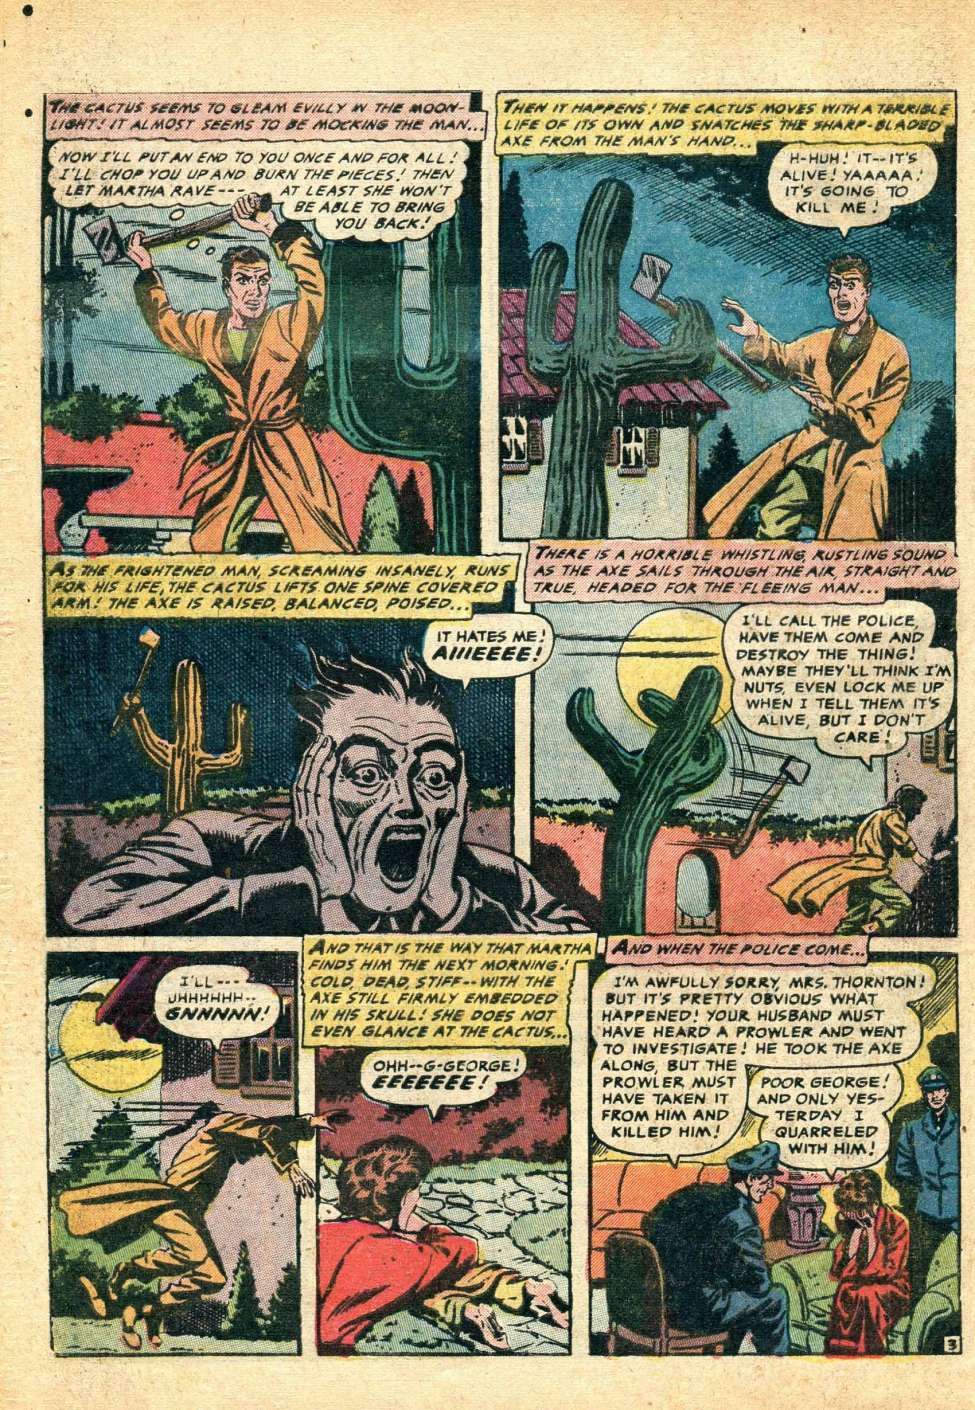 THE CACTUS SEEMS TO GLEAM EVILLY IN THE MOON-
LIGHT! IT ALMOST SEEMS TO BE MOCKING THE MAN...
NOW I'LL PUT AN END TO YOU ONCE AND FOR ALL!
I'LL CHOP YOU UP AND BURN THE PIECES! THEN
LET MARTHA RAVE--- AT LEAST SHE WON'T
BE ABLE TO BRING
YOU BACK!
THEN IT HAPPENS! THE CACTUS MOVES WITH A TERRIBLE
LIFE OF ITS OWN AND SNATCHES THE SHARP-BLADED
AXE FROM THE MAN'S HAND...
H-HUH! IT--IT'S
ALIVE! YAAAAA!
IT'S GOING TO
KILL ME!
AS THE FRIGHTENED MAN, SCREAMING INSANELY, RUNS
FOR HIS LIFE, THE CACTUS LIFTS ONE SPINE COVERED
ARM! THE AXE IS RAISED, BALANCED, POISED...
IT HATES ME!
AIIIEEEE!
THERE IS A HORRIBLE WHISTLING, RUSTLING SOUND
AS THE AXE SAILS THROUGH THE AIR, STRAIGHT AND
TRUE, HEADED FOR THE FLEEING MAN...
I'LL CALL THE POLICE,
HAVE THEM COME AND
DESTROY THE THING!
MAYBE THEY'LL THINK I'M
NUTS, EVEN LOCK ME UP
WHEN I TELL THEM IT'S
ALIVE, BUT I DON'T
CARE!
I'LL---
UHHHHHH--
GNNNNNN!
AND THAT IS THE WAY THAT MARTHA
FINDS HIM THE NEXT MORNING!
COLD, DEAD, STIFF--WITH THE
AXE STILL FIRMLY EMBEDDED
IN HIS SKULL! SHE DOES NOT
EVEN GLANCE AT THE CACTUS...
OHH--G-GEORGE!
EEEEEEE!
AND WHEN THE POLICE COME...
I'M AWFULLY SORRY, MRS. THORNTON!
BUT IT'S PRETTY OBVIOUS WHAT
HAPPENED! YOUR HUSBAND MUST
HAVE HEARD A PROWLER AND WENT
TO INVESTIGATE! HE TOOK THE AXE
ALONG, BUT THE
PROWLER MUST
HAVE TAKEN IT
FROM HIM AND
KILLED HIM!
POOR GEORGE!
AND ONLY YES-
TERDAY I
QUARRELED
WITH HIM!
3